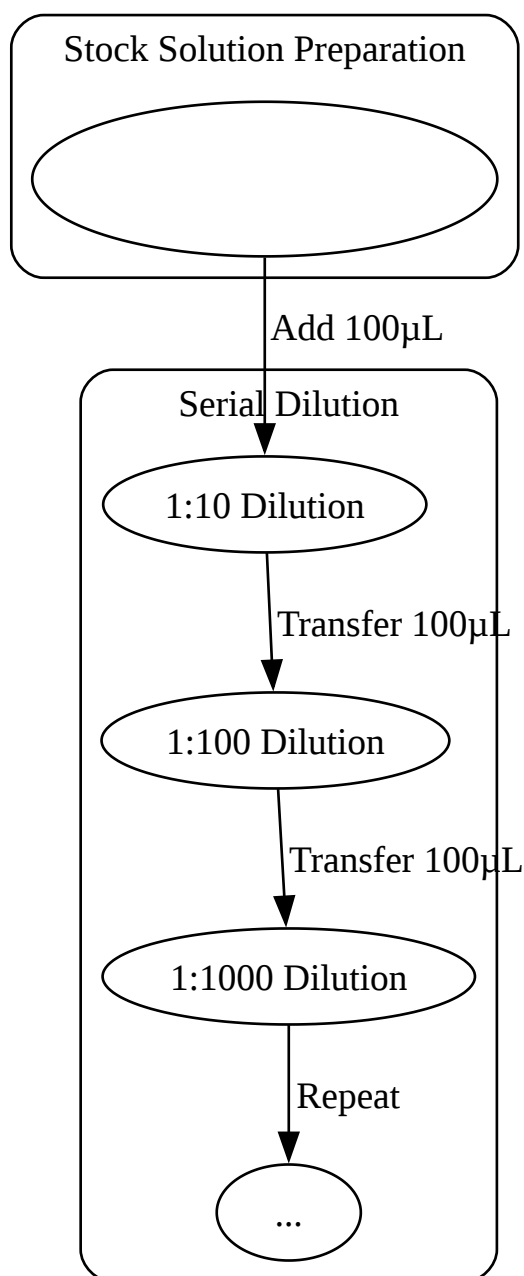 Stock Solution Preparation
Add 100µL
Serial Dilution
1:10 Dilution
Transfer 100µL
1:100 Dilution
Transfer 100µL
1:1000 Dilution
Repeat
...